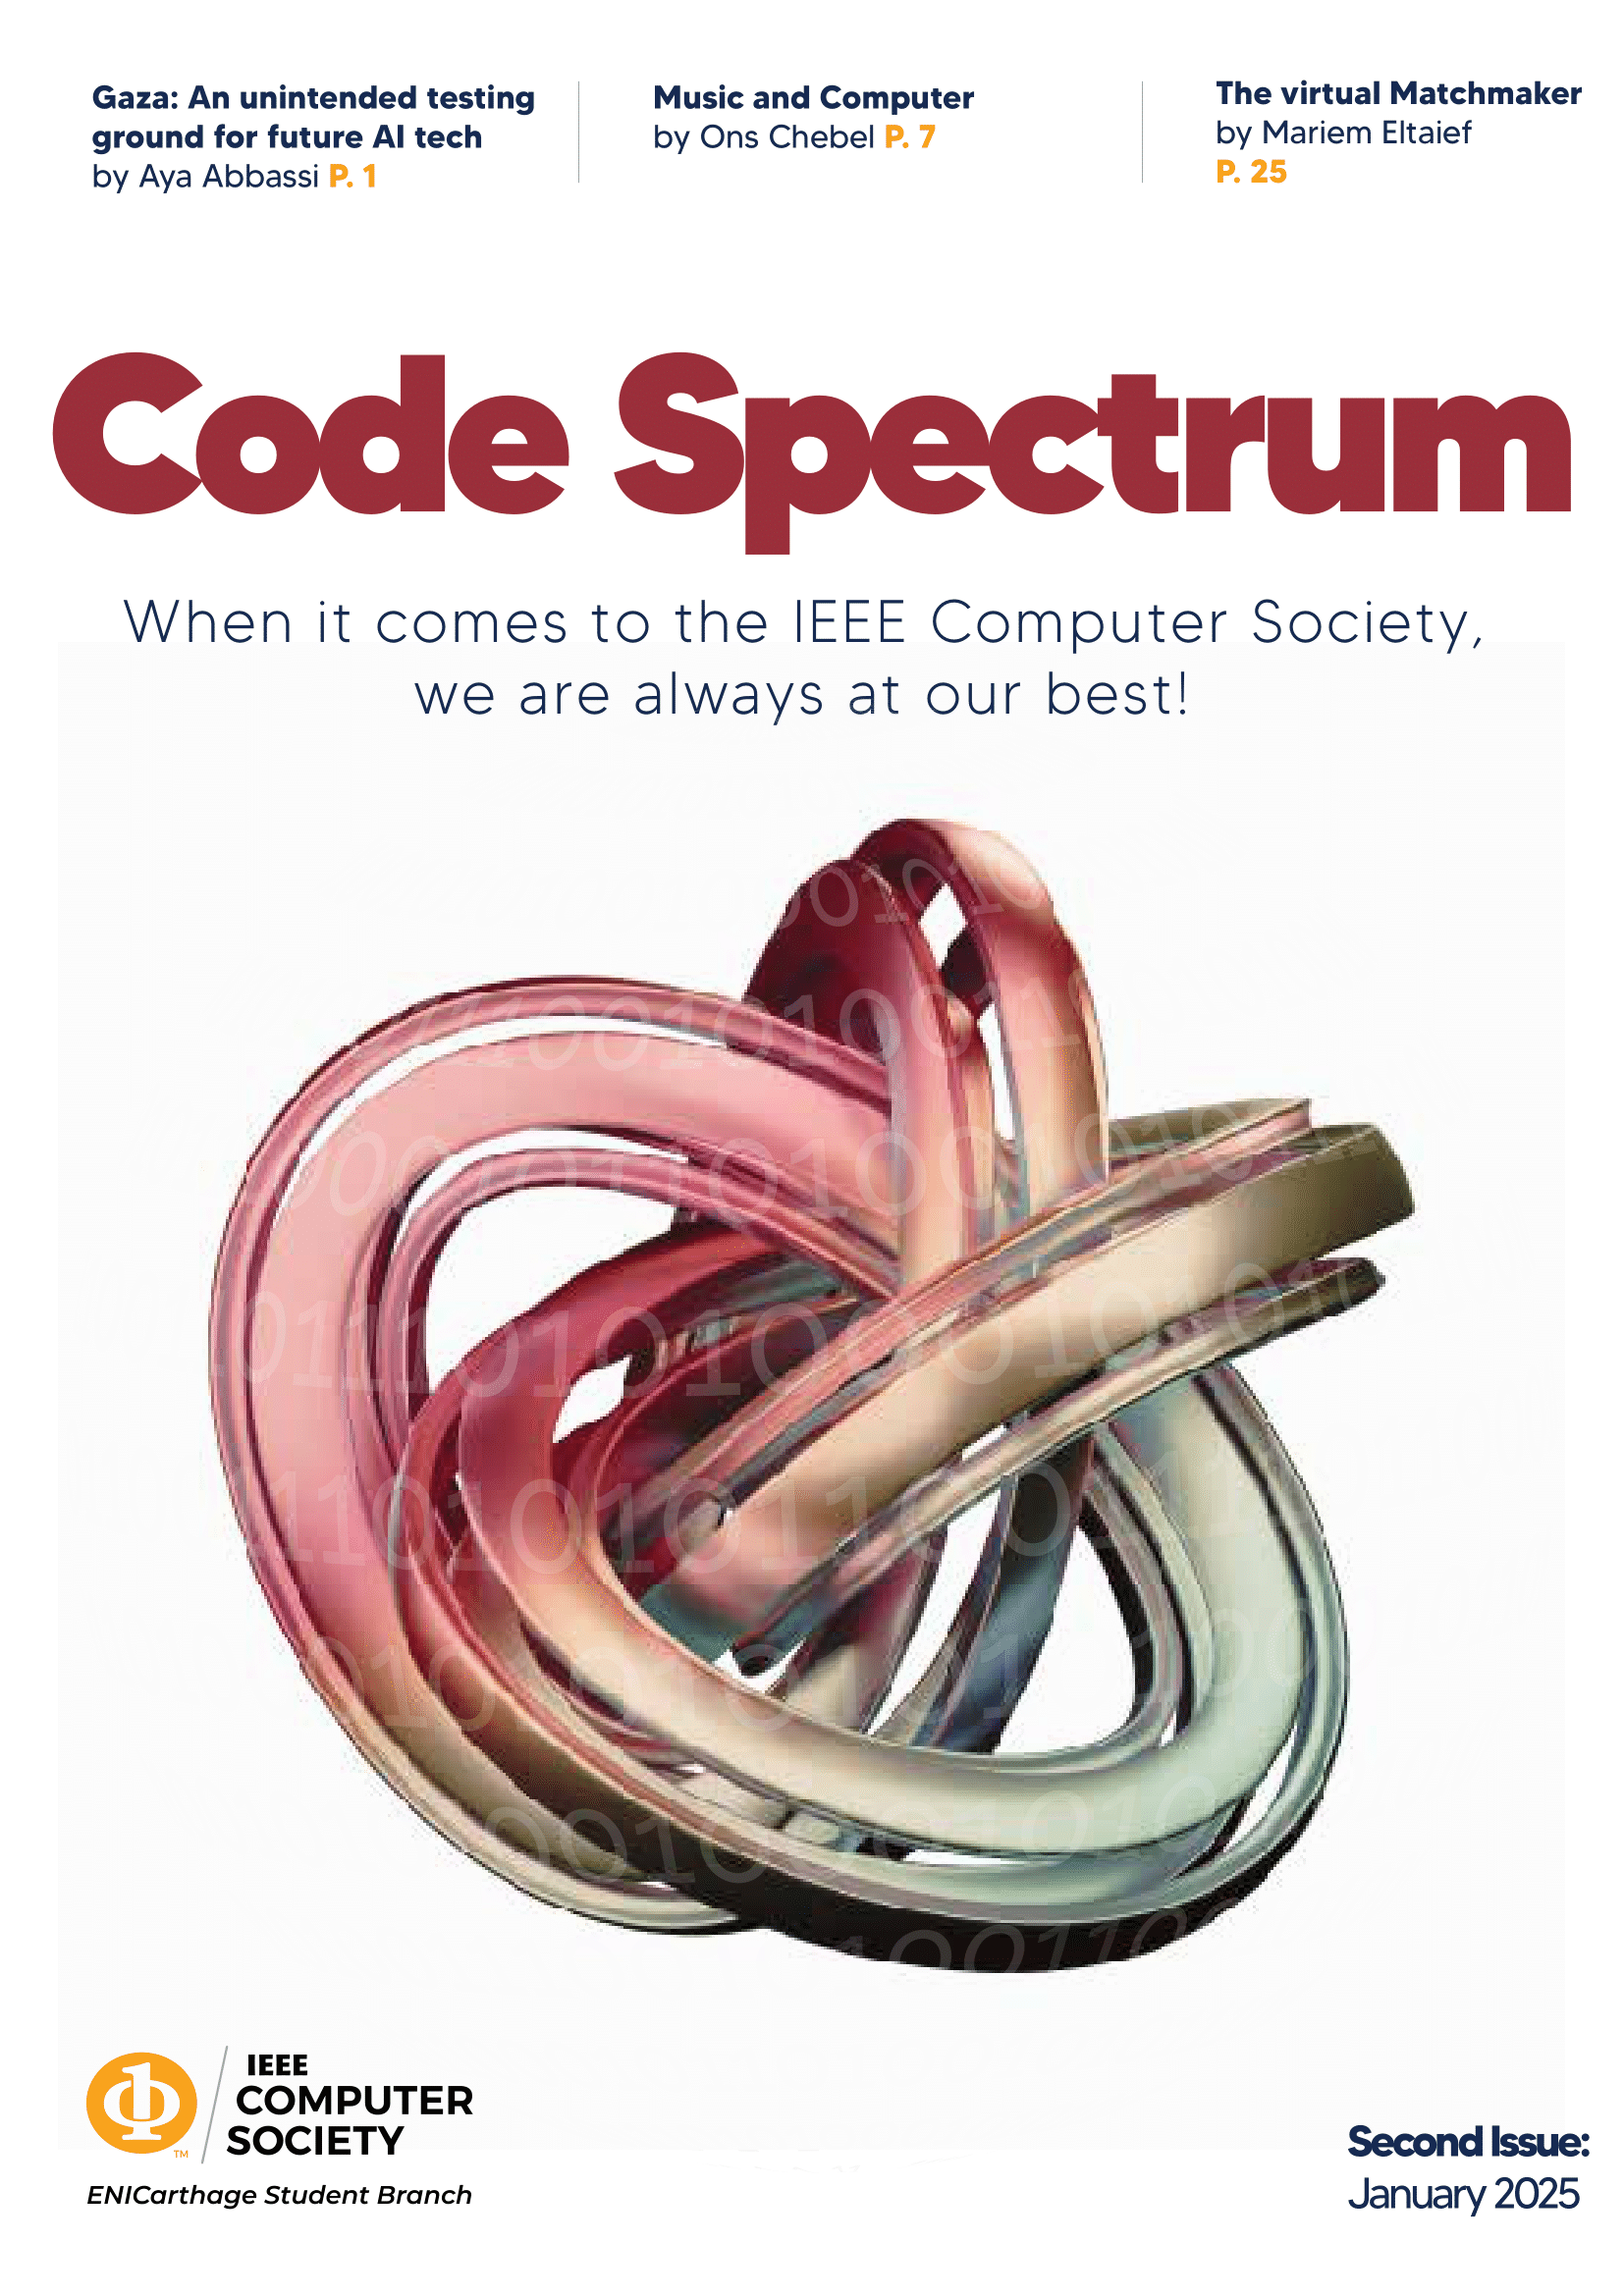 Gaza: An unintended testing
ground for future AI tech
by Aya Abbassi P. 1
Music and Computer
by Ons Chebel P. 7
The virtual Matchmaker
by Mariem Eltaief
P. 25
Code Spectrum
When it comes to the IEEE Computer Society,
we are always at our best!
IEEE
COMPUTER
SOCIETY
TM
ENICarthage Student Branch
Second Issue:
January 2025